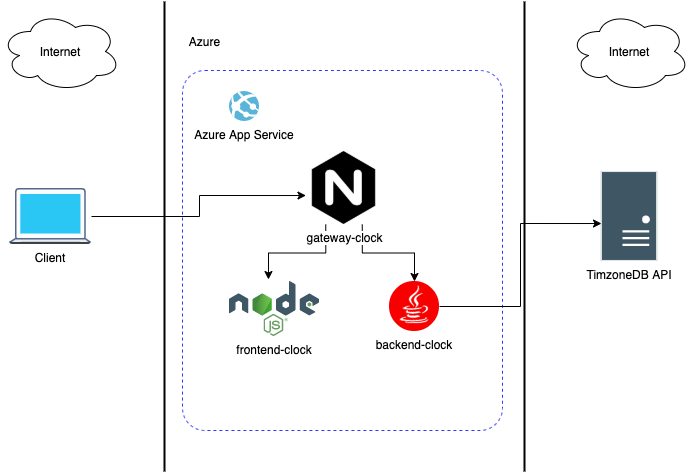 Internet
Azure
Internet
Azure App Service
N
gateway-clock
Client
TimzoneDB API
node
JS
frontend-clock
backend-clock